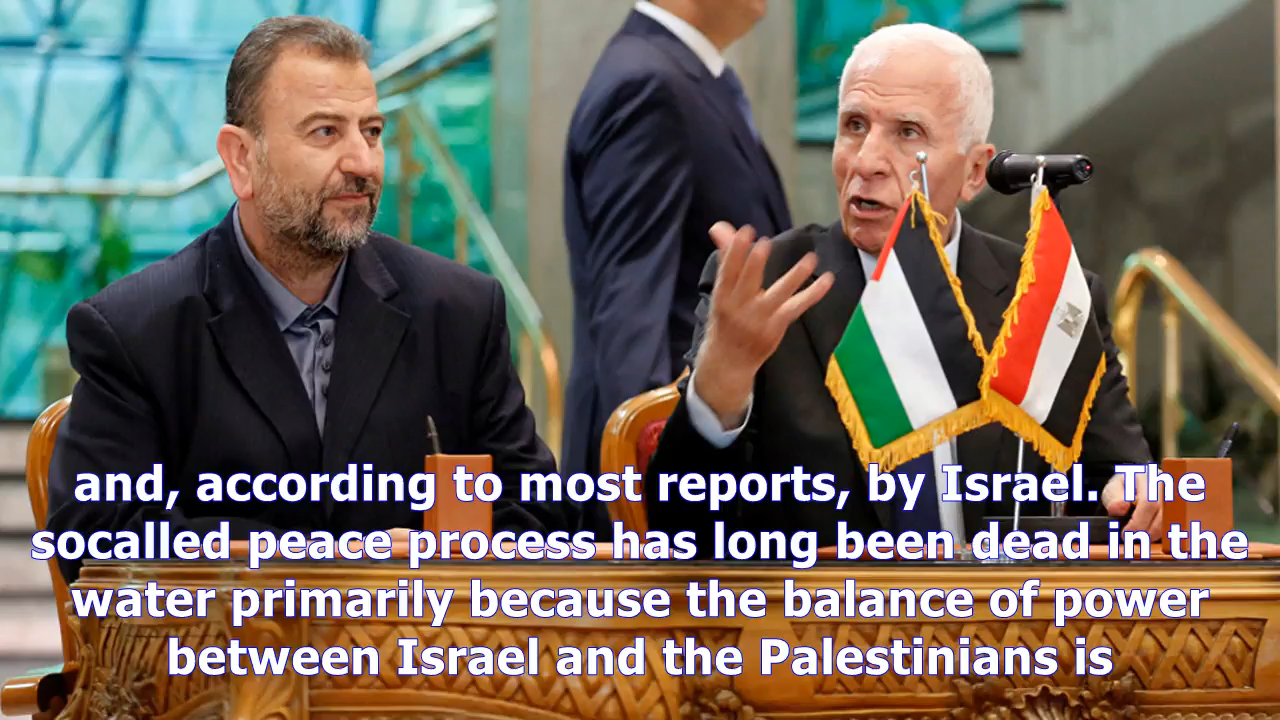 and, according to most reports, by Israel. The
socalled peace process has long been dead in the
water primarily because the balance of power
between Israel and the Palestinians is